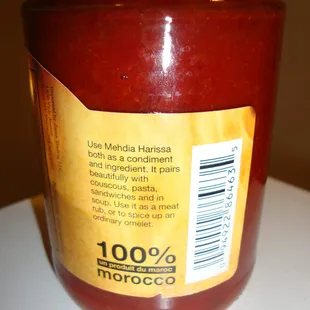 Use Mehdia Harissa
both as a condiment
and ingredient. It pairs
beautifully with
couscous, pasta,
sandwiches and in
soup. Use it as a meat
rub, or to spice up an
ordinary omelet.
100%
un produit du maroc
morocco